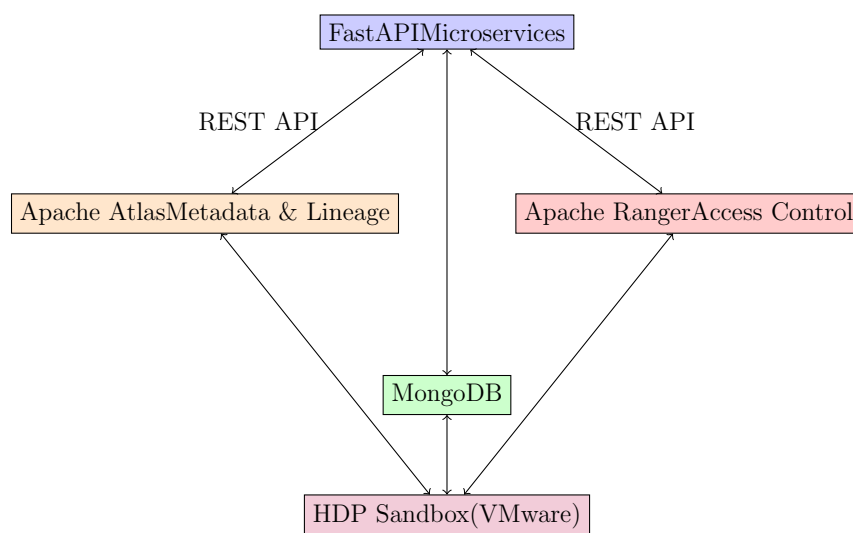 FastAPIMicroservices
REST API
REST API
Apache AtlasMetadata & Lineage
Apache RangerAccess Control
MongoDB
HDP Sandbox(VMware)